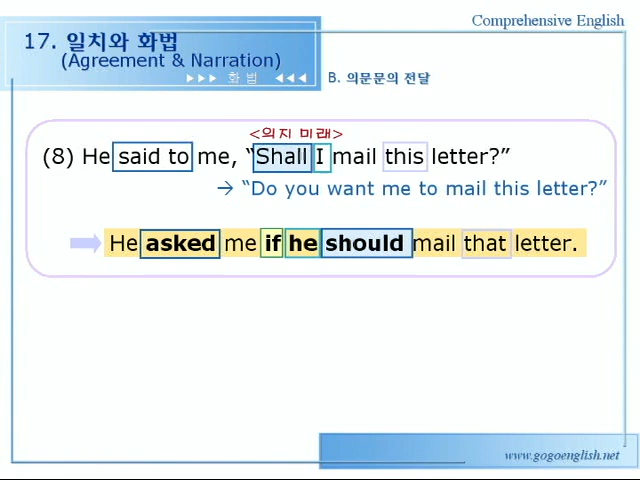 Comprehensive English
17. 일치와 화법
(Agreement & Narration)
▶▶▶ 화 법 ◀◀◀
B. 의문문의 전달
<의지 미래>
(8) He said to me, “Shall I mail this letter?”
→ “Do you want me to mail this letter?”
He asked me if he should mail that letter.
www.gogoenglish.net